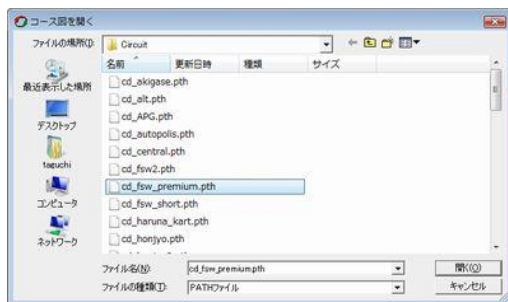 コース図を開く
ファイルの場所(I):
Circuit
名前
更新日時
種類
サイズ
最近表示した場所
デスクトップ
taguchi
コンピュータ
ネットワーク
cd_akigase.pth
cd_alt.pth
cd_APG.pth
cd_autopolis.pth
cd_central.pth
cd_fsw2.pth
cd_fsw_premium.pth
cd_fsw_short.pth
cd_haruna_kart.pth
cd_honjyo.pth
ファイル名(N):
cd_fsw_premium.pth
開く(O)
ファイルの種類(T):
PATHファイル
キャンセル